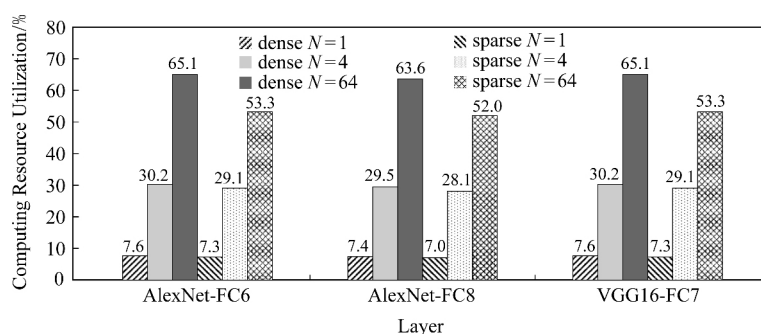 Computing Resource Utilization/%
80
70
60
50
40
30
20
10
0
dense N=1
dense N=4
dense N=64
sparse N=1
sparse N=4
sparse N=64
7.6
30.2
65.1
7.3
29.1
53.3
7.4
29.5
63.6
7.0
28.1
52.0
7.6
30.2
65.1
7.3
29.1
53.3
AlexNet-FC6
AlexNet-FC8
VGG16-FC7
Layer